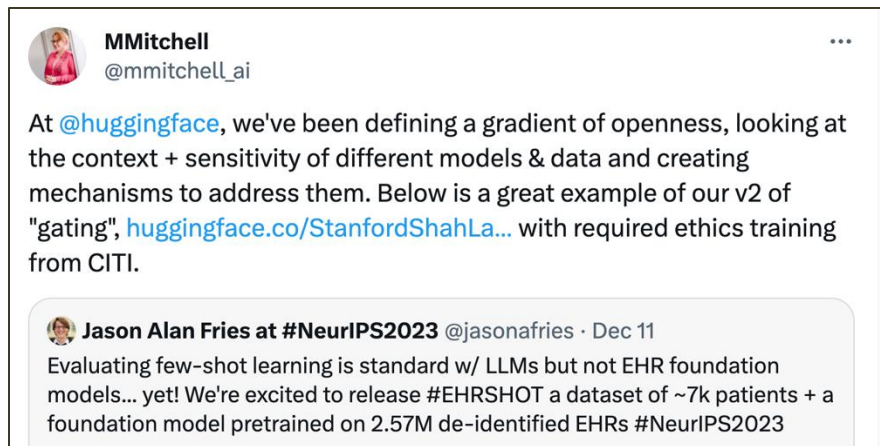 MMitchell
@mmitchell_ai
At @huggingface, we've been defining a gradient of openness, looking at
the context + sensitivity of different models & data and creating
mechanisms to address them. Below is a great example of our v2 of
"gating", huggingface.co/StanfordShahLa... with required ethics training
from CITI.
Jason Alan Fries at #NeurIPS2023 @jasonafries · Dec 11
Evaluating few-shot learning is standard w/ LLMs but not EHR foundation
models... yet! We're excited to release #EHRSHOT a dataset of ~7k patients + a
foundation model pretrained on 2.57M de-identified EHRs #NeurIPS2023